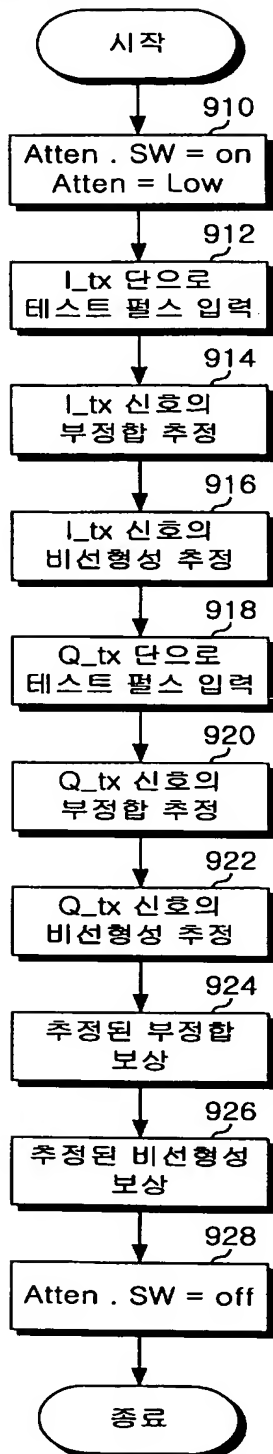 시작
910
Atten . SW = on
Atten = Low
912
I_tx 단으로
테스트 펄스 입력
914
I_tx 신호의
부정합 추정
916
I_tx 신호의
비선형성 추정
918
Q_tx 단으로
테스트 펄스 입력
920
Q_tx 신호의
부정합 추정
922
Q_tx 신호의
비선형성 추정
924
추정된 부정합
보상
926
추정된 비선형성
보상
928
Atten . SW = off
종료